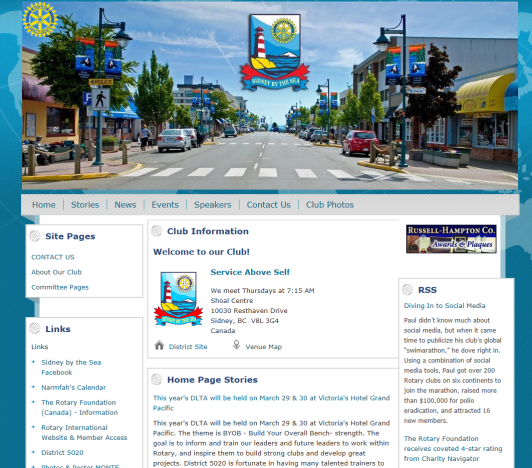 POLICE
SIDNEY BY THE SEA
Home | Stories | News | Events | Speakers | Contact Us | Club Photos
Site Pages
CONTACT US
About Our Club
Committee Pages
Links
Links
Sidney by the Sea
Facebook
Narmfah's Calendar
The Rotary Foundation
(Canada) - Information
Rotary International
Website & Member Access
District 5020
Photos & Poster MONTE
Club Information
Welcome to our Club!
Service Above Self
We meet Thursdays at 7:15 AM
Shoal Centre
10030 Resthaven Drive
Sidney, BC V8L 3G4
Canada
SIDNEY BY THE SEA
District Site
Venue Map
Home Page Stories
This year's DLTA will be held on March 29 & 30 at Victoria's Hotel Grand
Pacific
This year's DLTA will be held on March 29 & 30 at Victoria's Hotel Grand
Pacific. The theme is BYOB - Build Your Overall Bench- strength. The
goal is to inform and train our leaders and future leaders to work within
Rotary, and inspire them to build strong clubs and develop great
projects. District 5020 is fortunate in having many talented trainers to
RUSSELL-HAMPTON CO.
Awards & Plaques
RSS
Diving In to Social Media
Paul didn't know much about
social media, but when it came
time to publicize his club's global
"swimarathon," he dove right in.
Using a combination of social
media tools, Paul got over 200
Rotary clubs on six continents to
join the marathon, raised more
than $100,000 for polio
eradication, and attracted 16
new members.
The Rotary Foundation
receives coveted 4-star rating
from Charity Navigator